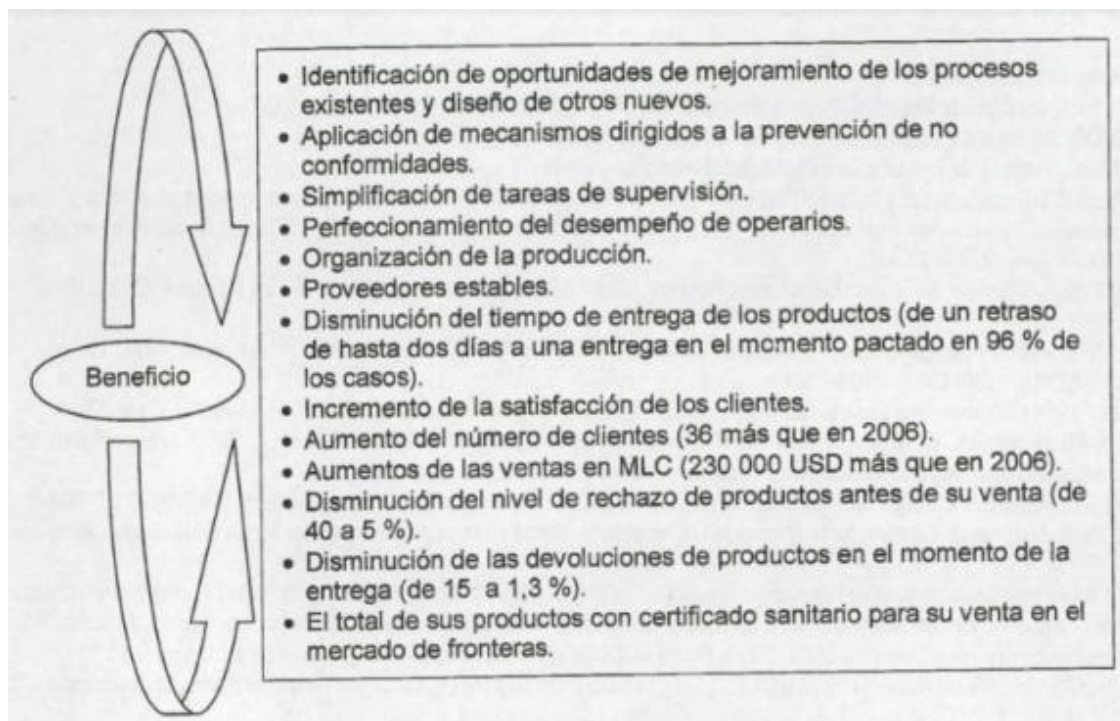 • Identificación de oportunidades de mejoramiento de los procesos
existentes y diseño de otros nuevos.
• Aplicación de mecanismos dirigidos a la prevención de no
conformidades.
• Simplificación de tareas de supervisión.
• Perfeccionamiento del desempeño de operarios.
• Organización de la producción.
• Proveedores estables.
• Disminución del tiempo de entrega de los productos (de un retraso
de hasta dos días a una entrega en el momento pactado en 96 % de
los casos).
Beneficio
• Incremento de la satisfacción de los clientes.
• Aumento del número de clientes (36 más que en 2006).
• Aumentos de las ventas en MLC (230 000 USD más que en 2006).
• Disminución del nivel de rechazo de productos antes de su venta (de
40 a 5 %).
• Disminución de las devoluciones de productos en el momento de la
entrega (de 15 a 1,3 %).
• El total de sus productos con certificado sanitario para su venta en el
mercado de fronteras.